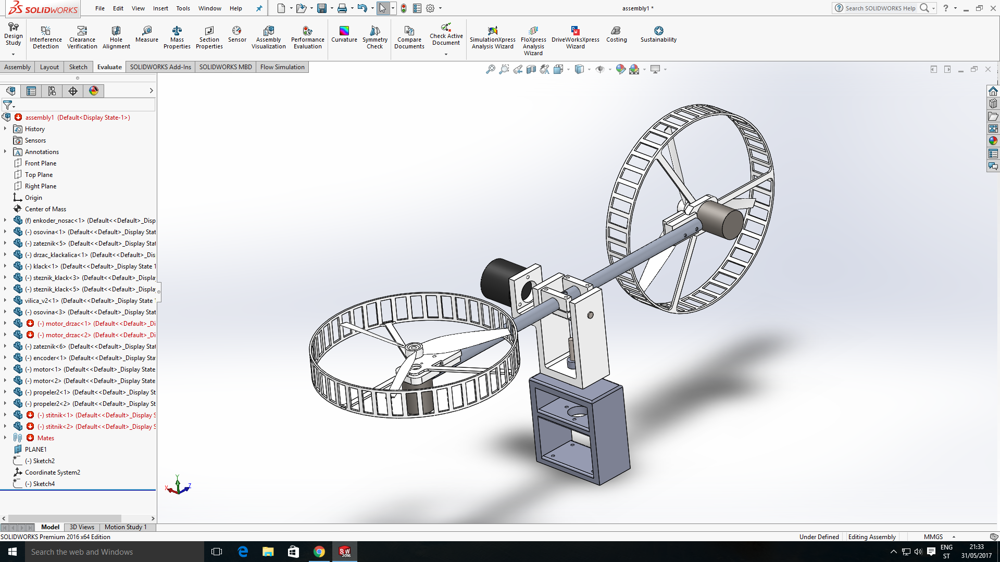 SOLIDWORKS
File Edit View Insert Tools Window Help
assembly1 *
Search SOLIDWORKS Help
Design Study
Interference Detection
Clearance Verification
Hole Alignment
Measure
Mass Properties
Section Properties
Sensor
Assembly Visualization
Performance Evaluation
Curvature
Symmetry Check
Compare Documents
Check Active Document
SimulationXpress Analysis Wizard
FloXpress Analysis Wizard
DriveWorksXpress Wizard
Costing
Sustainability
Assembly Layout Sketch Evaluate SOLIDWORKS Add-Ins SOLIDWORKS MBD Flow Simulation
assembly1 (Default<Display State-1>)
History
Sensors
Annotations
Front Plane
Top Plane
Right Plane
Origin
Center of Mass
(f) enkoder_nosac<1> (Default<<Default>_Disp
(-) osovina<1> (Default<<Default>_Display Stat
(-) zateznik<5> (Default<<Default>_Display Sta
(-) drzac_klackalica<1> (Default<<Default>_Dis
(-) klack<1> (Default<<Default>_Display State 1
(-) steznik_klack<3> (Default<<Default>_Displa
(-) steznik_klack<5> (Default<<Default>_Displa
vilica_v2<1> (Default<<Default>_Display State 1
(-) osovina<3> (Default<<Default>_Display Stat
(-) motor_drzac<1> (Default<<Default>_Di
(-) motor_drzac<2> (Default<<Default>_Di
(-) zateznik<6> (Default<<Default>_Display Sta
(-) encoder<1> (Default<<Default>_Display Sta
(-) motor<1> (Default<<Default>_Display State
(-) motor<2> (Default<<Default>_Display State
(-) propeler2<1> (Default<<Default>_Display St
(-) propeler2<2> (Default<<Default>_Display St
(-) stitnik<1> (Default<<Default>_Display S
(-) stitnik<2> (Default<<Default>_Display S
Mates
PLANE1
(-) Sketch2
Coordinate System2
(-) Sketch4
Y
X Z
Model 3D Views Motion Study 1
SOLIDWORKS Premium 2016 x64 Edition
Under Defined Editing Assembly MMGS
Search the web and Windows
SW 2016
ENG
ST
21:33
31/05/2017